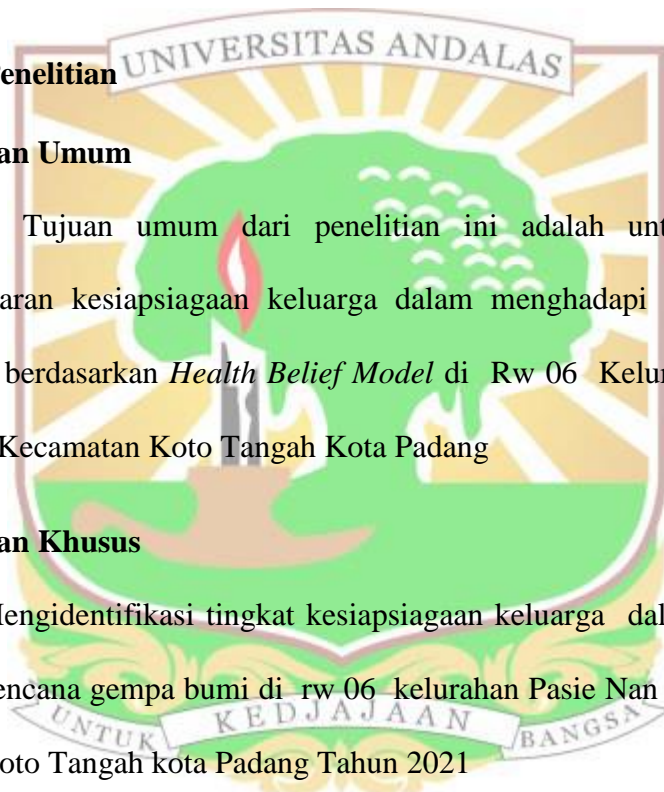 UNIVERSITAS ANDALAS
enelitian
an Umum
Tujuan umum dari penelitian ini adalah unt
aran kesiapsiagaan keluarga dalam menghadapi
berdasarkan Health Belief Model di Rw 06 Kelur
Kecamatan Koto Tangah Kota Padang
an Khusus
Mengidentifikasi tingkat kesiapsiagaan keluarga dal
encana gempa bumi di rw 06 kelurahan Pasie Nan
oto Tangah kota Padang Tahun 2021
UNTUK KEDJAJAAN BANGSA